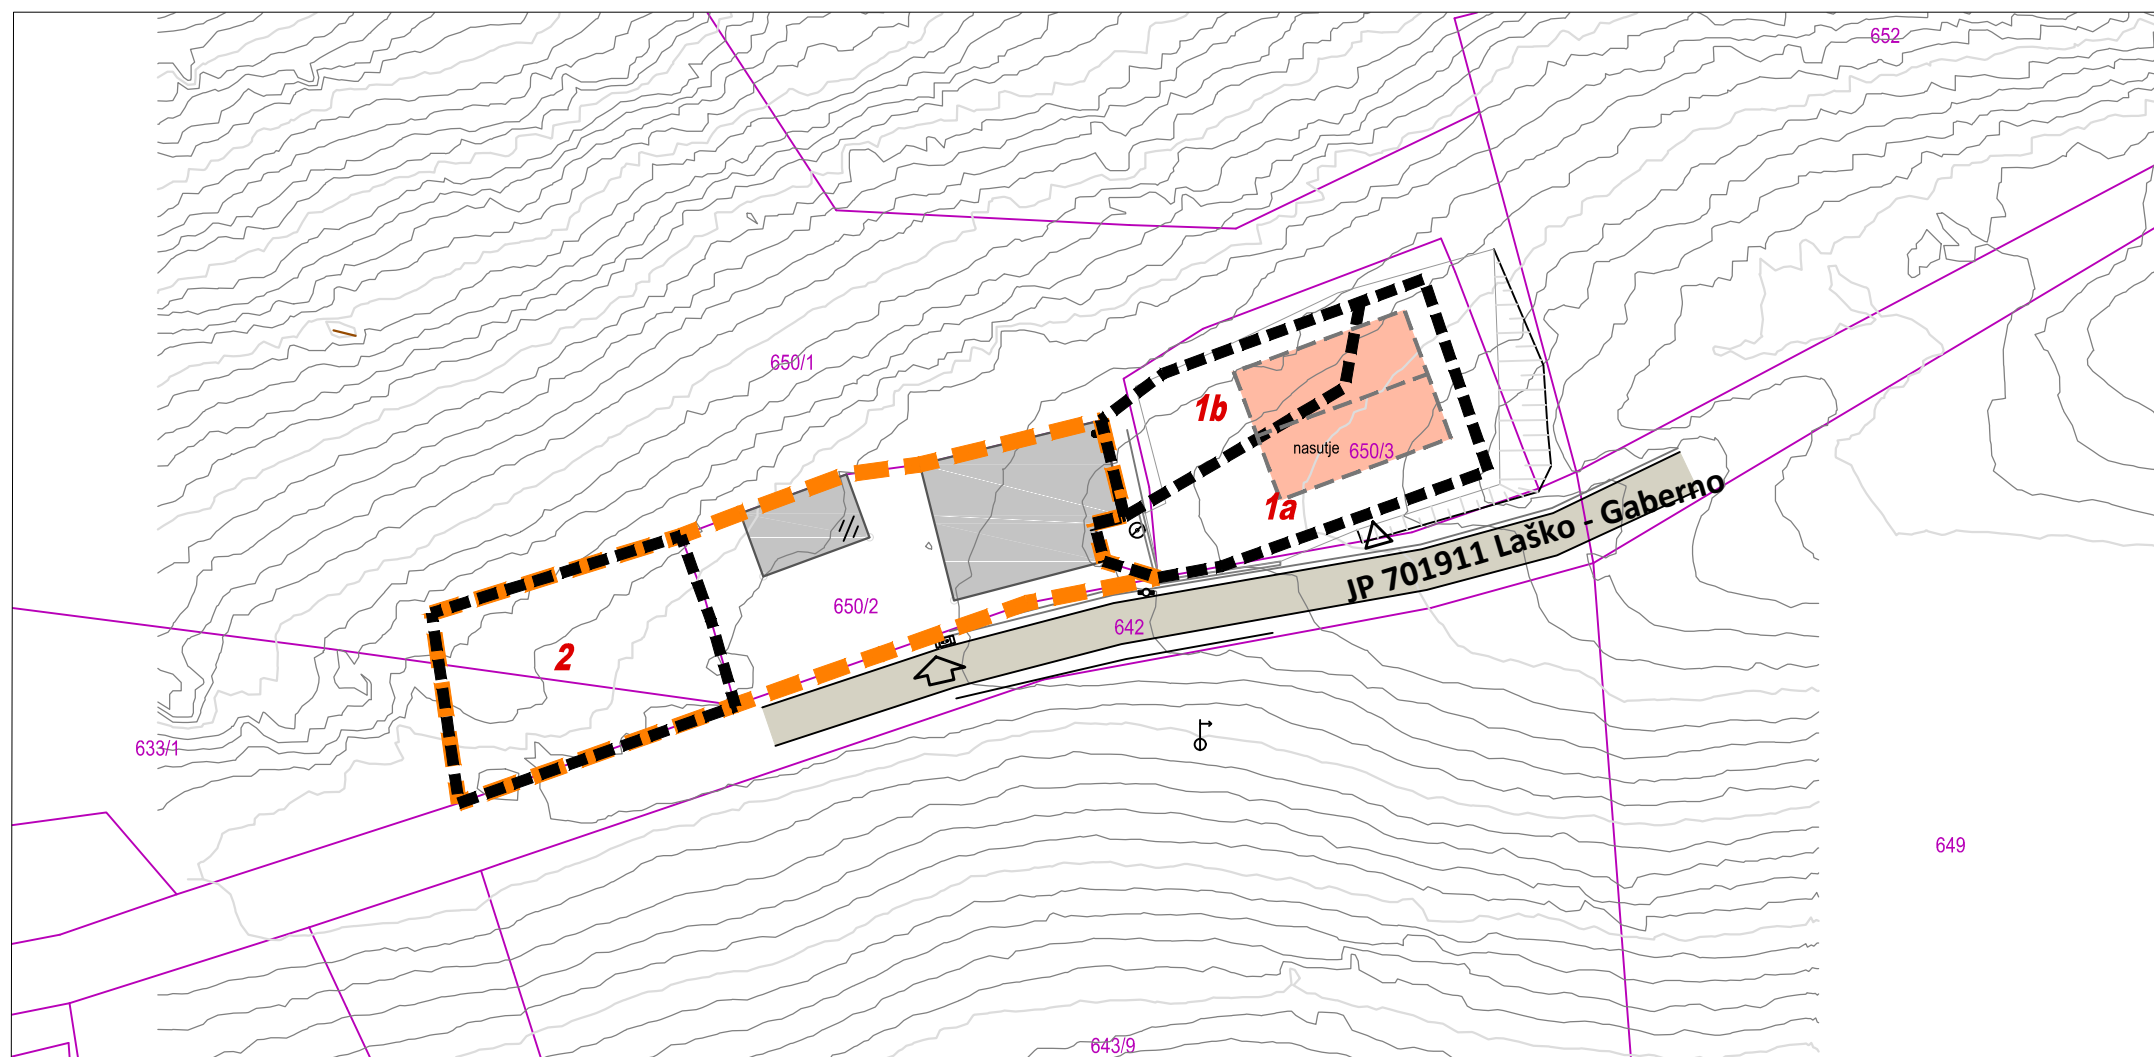 652
650/1
1b
nasutje
650/3
1a
JP 701911 Laško - Gaberno
650/2
642
2
633/1
649
643/9